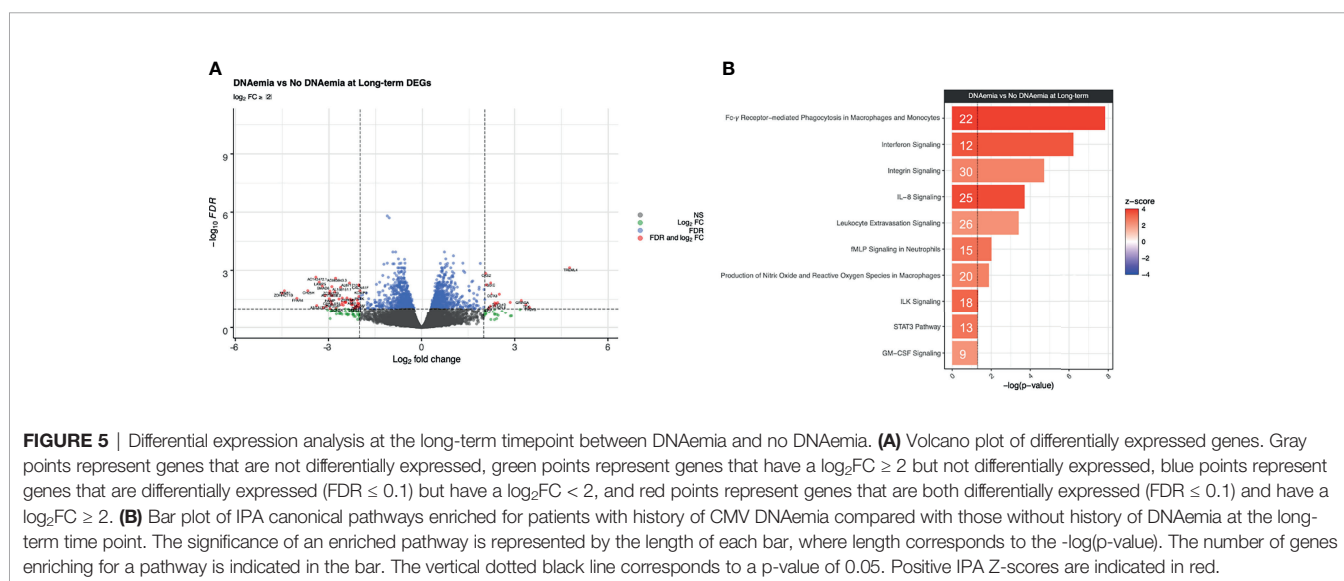 A
DNAemia vs No DNAemia at Long-term DEGs
log2 FC ≥ |2|
−log10 FDR
9
6
3
0
-6
-3
0
3
6
Log2 fold change
NS
Log2 FC
FDR
FDR and log2 FC
B
DNAemia vs No DNAemia at Long-term
Fc-γ Receptor-mediated Phagocytosis in Macrophages and Monocytes
22
Interferon Signaling
12
Integrin Signaling
30
IL-8 Signaling
25
Leukocyte Extravasation Signaling
26
fMLP Signaling in Neutrophils
15
Production of Nitric Oxide and Reactive Oxygen Species in Macrophages
20
ILK Signaling
18
STAT3 Pathway
13
GM-CSF Signaling
9
0
2
4
6
8
-log(p-value)
z-score
4
2
0
−2
−4
FIGURE 5 | Differential expression analysis at the long-term timepoint between DNAemia and no DNAemia. (A) Volcano plot of differentially expressed genes. Gray
points represent genes that are not differentially expressed, green points represent genes that have a log2FC ≥ 2 but not differentially expressed, blue points represent
genes that are differentially expressed (FDR ≤ 0.1) but have a log2FC < 2, and red points represent genes that are both differentially expressed (FDR ≤ 0.1) and have a
log2FC ≥ 2. (B) Bar plot of IPA canonical pathways enriched for patients with history of CMV DNAemia compared with those without history of DNAemia at the long-
term time point. The significance of an enriched pathway is represented by the length of each bar, where length corresponds to the -log(p-value). The number of genes
enriching for a pathway is indicated in the bar. The vertical dotted black line corresponds to a p-value of 0.05. Positive IPA Z-scores are indicated in red.